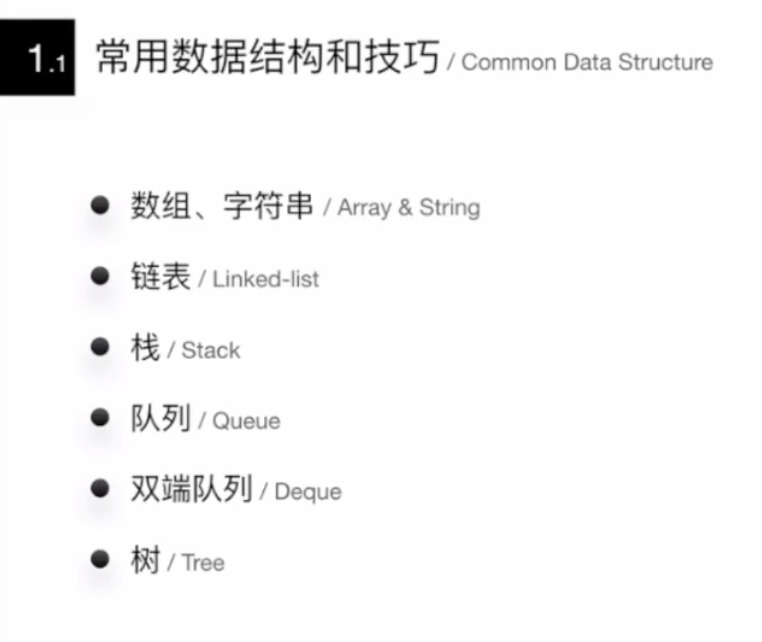 1.1 常用数据结构和技巧 / Common Data Structure
数组、字符串 / Array & String
链表 / Linked-list
栈 / Stack
队列 / Queue
双端队列 / Deque
树 / Tree